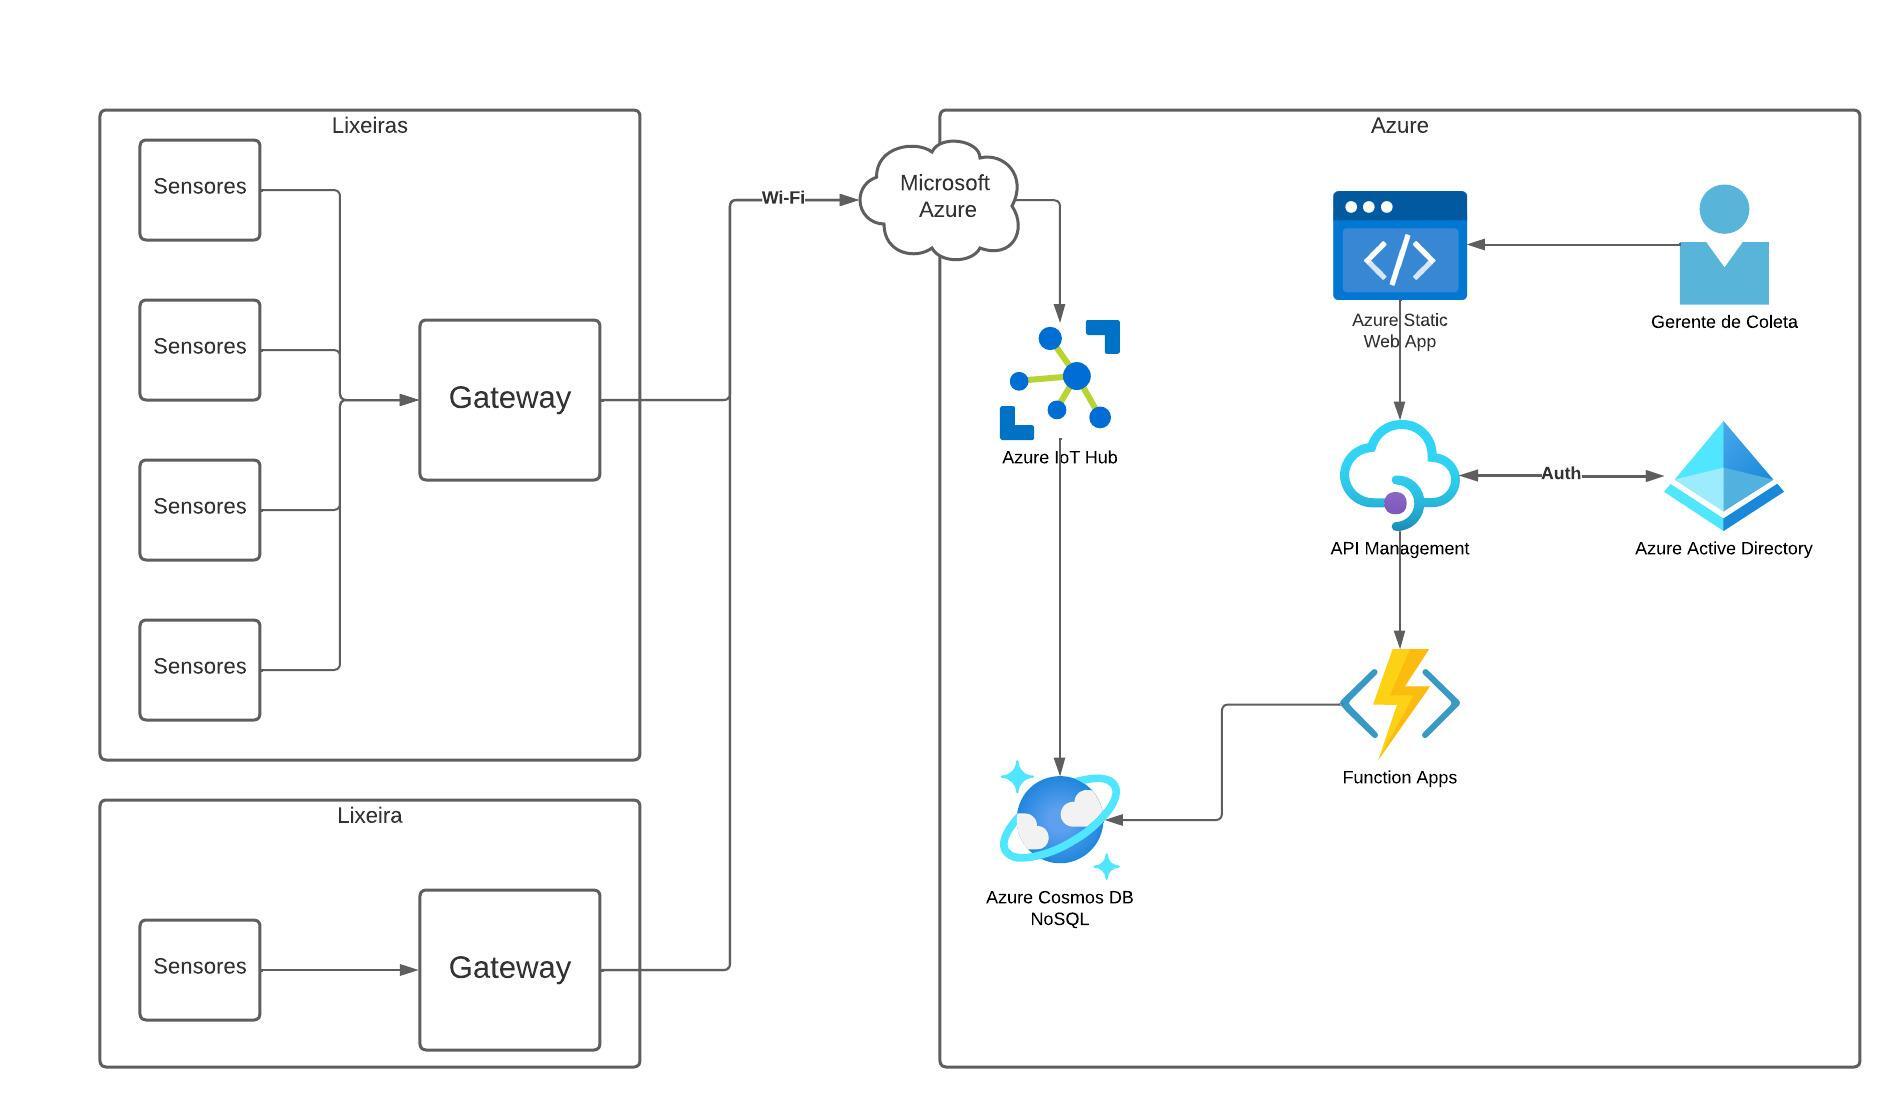 Lixeiras
Sensores
Sensores
Sensores
Sensores
Gateway
Lixeira
Sensores
Gateway
Wi-Fi
Microsoft
Azure
Azure
Azure IoT Hub
Azure Cosmos DB
NoSQL
Azure Static
Web App
Gerente de Coleta
API Management
Auth
Azure Active Directory
Function Apps